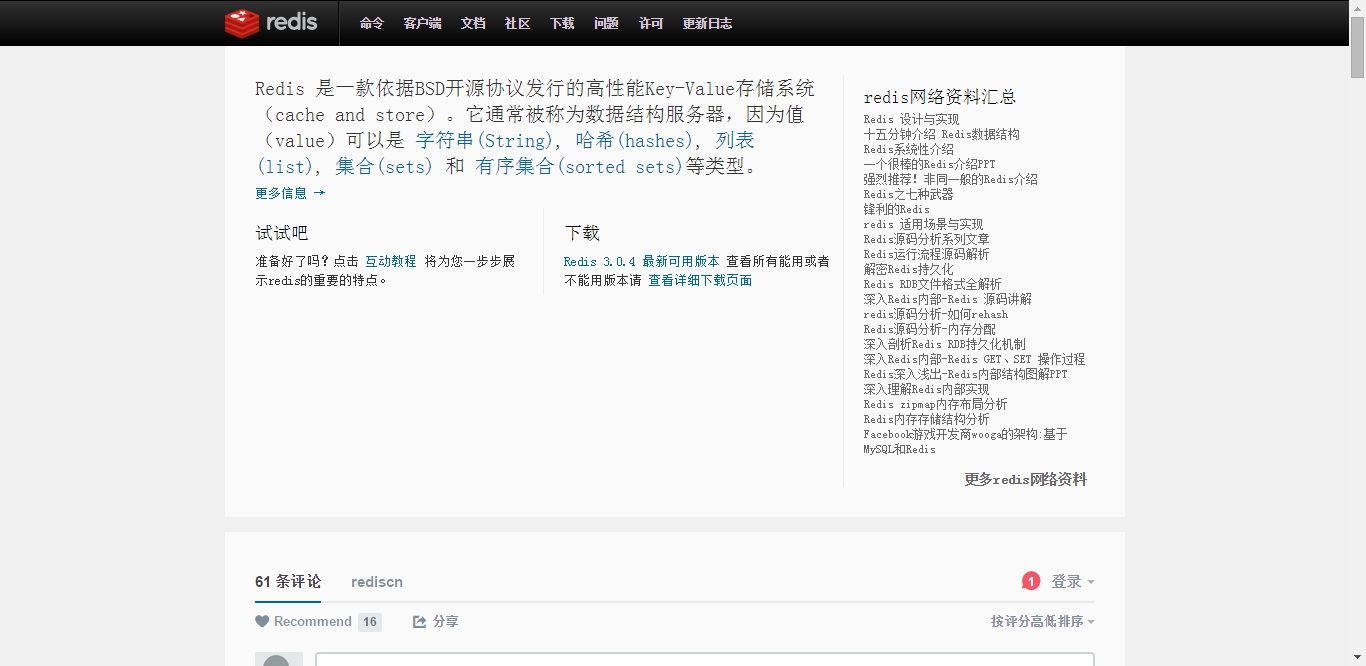 redis 命令 客户端 文档 社区 下载 问题 许可 更新日志
Redis 是一款依据BSD开源协议发行的高性能Key-Value存储系统
（cache and store）。它通常被称为数据结构服务器，因为值
（value）可以是 字符串(String), 哈希(hashes), 列表
(list), 集合(sets) 和 有序集合(sorted sets)等类型。
更多信息 →
试试吧
准备好了吗？点击 互动教程 将为您一步步展
示redis的重要的特点。
下载
Redis 3.0.4 最新可用版本 查看所有能用或者
不能用版本请 查看详细下载页面
redis网络资料汇总
Redis 设计与实现
十五分钟介绍 Redis数据结构
Redis系统性介绍
一个很棒的Redis介绍PPT
强烈推荐！非同一般的Redis介绍
Redis之七种武器
锋利的Redis
redis 适用场景与实现
Redis源码分析系列文章
Redis运行流程源码解析
解密Redis持久化
Redis RDB文件格式全解析
深入Redis内部-Redis 源码讲解
redis源码分析-如何rehash
Redis源码分析-内存分配
深入剖析Redis RDB持久化机制
深入Redis内部-Redis GET、SET 操作过程
Redis深入浅出-Redis内部结构图解PPT
深入理解Redis内部实现
Redis zipmap内存布局分析
Redis内存存储结构分析
Facebook游戏开发商wooga的架构:基于
MySQL和Redis
更多redis网络资料
61 条评论 rediscn 1 登录
Recommend 16 分享 按评分高低排序